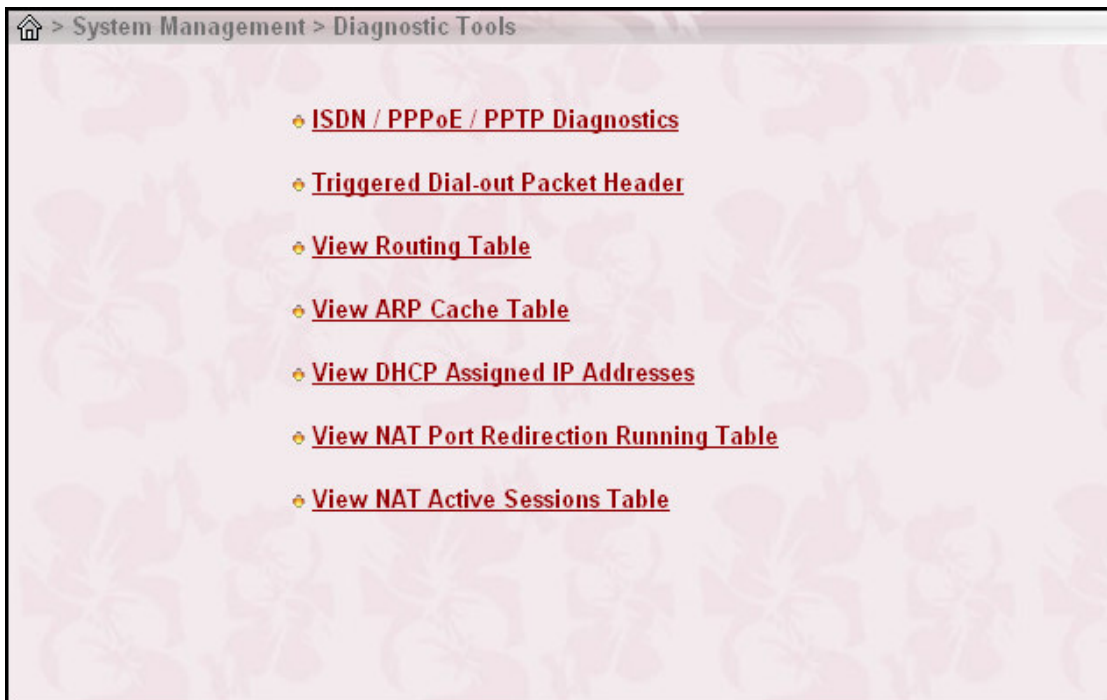 > System Management > Diagnostic Tools
ISDN / PPPoE / PPTP Diagnostics
Triggered Dial-out Packet Header
View Routing Table
View ARP Cache Table
View DHCP Assigned IP Addresses
View NAT Port Redirection Running Table
View NAT Active Sessions Table